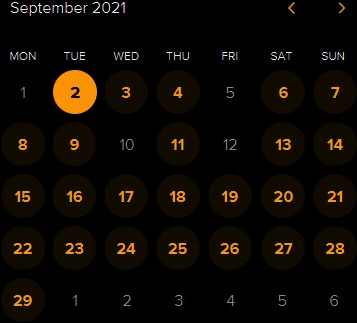 September 2021
MON TUE WED THU FRI SAT SUN
1 2 3 4 5 6 7
8 9 10 11 12 13 14
15 16 17 18 19 20 21
22 23 24 25 26 27 28
29 1 2 3 4 5 6